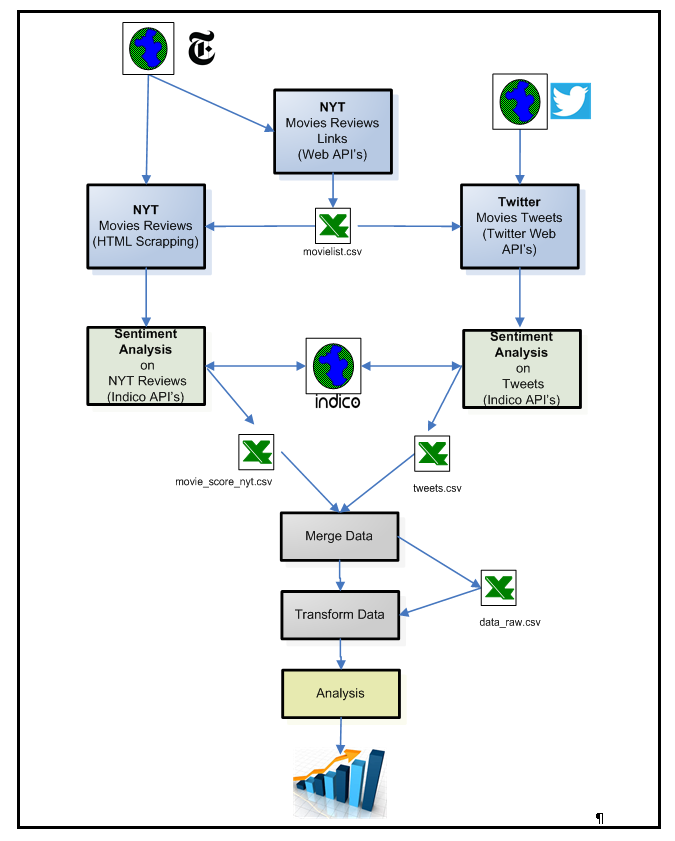 NYT
Movies Reviews
Links
(Web API's)
NYT
Movies Reviews
(HTML Scrapping)
movielist.csv
Twitter
Movies Tweets
(Twitter Web
API's)
Sentiment
Analysis
on
NYT Reviews
(Indico API's)
indico
Sentiment
Analysis
on
Tweets
(Indico API's)
movie_score_nyt.csv
tweets.csv
Merge Data
Transform Data
data_raw.csv
Analysis
¶